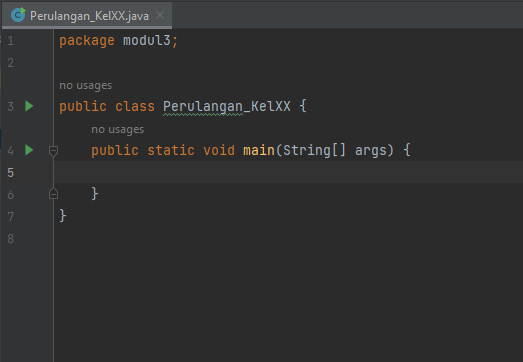 Perulangan_KelXX.java
1 package modul3;
2
no usages
3 public class Perulangan_KelXX {
no usages
4 public static void main(String[] args) {
5
6 }
7 }
8